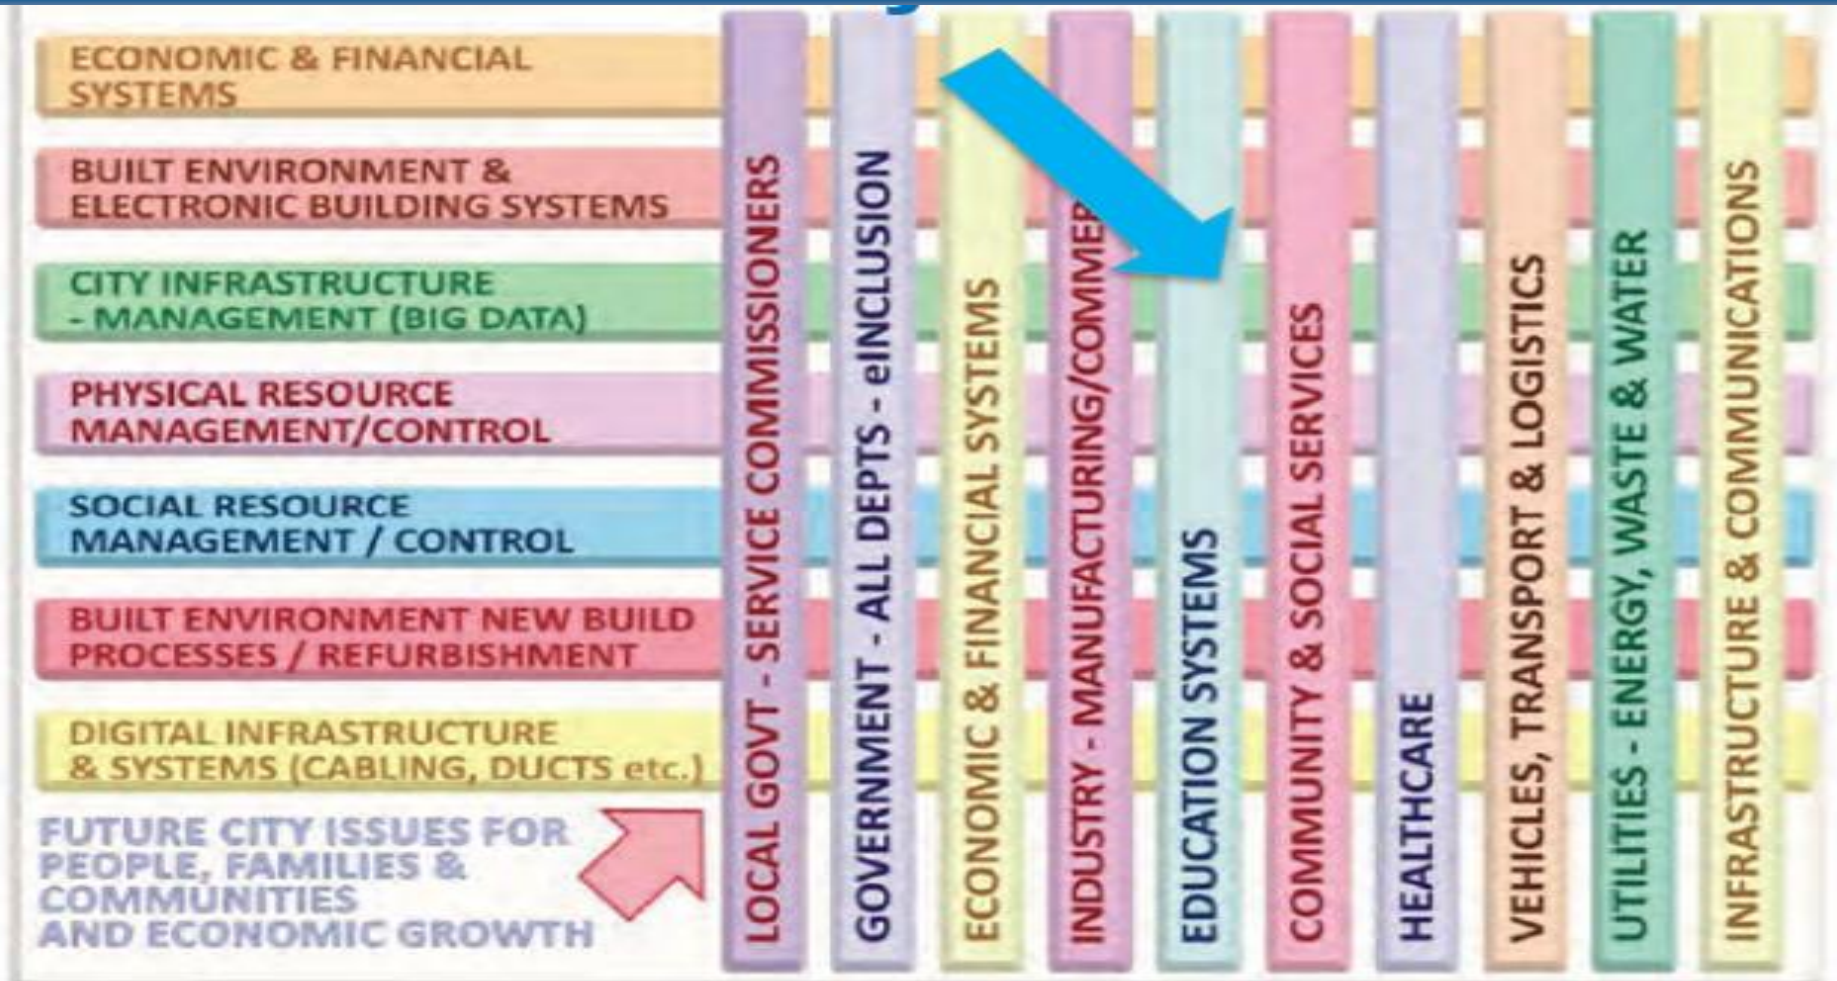 ECONOMIC & FINANCIAL
SYSTEMS
BUILT ENVIRONMENT &
ELECTRONIC BUILDING SYSTEMS
CITY INFRASTRUCTURE
- MANAGEMENT (BIG DATA)
PHYSICAL RESOURCE
MANAGEMENT/CONTROL
SOCIAL RESOURCE
MANAGEMENT / CONTROL
BUILT ENVIRONMENT NEW BUILD
PROCESSES / REFURBISHMENT
DIGITAL INFRASTRUCTURE
& SYSTEMS (CABLING, DUCTS etc.)
FUTURE CITY ISSUES FOR
PEOPLE, FAMILIES &
COMMUNITIES
AND ECONOMIC GROWTH
LOCAL GOVT - SERVICE COMMISSIONERS
GOVERNMENT - ALL DEPTS - eINCLUSION
ECONOMIC & FINANCIAL SYSTEMS
INDUSTRY - MANUFACTURING/COMMER
EDUCATION SYSTEMS
COMMUNITY & SOCIAL SERVICES
HEALTHCARE
VEHICLES, TRANSPORT & LOGISTICS
UTILITIES - ENERGY, WASTE & WATER
INFRASTRUCTURE & COMMUNICATIONS